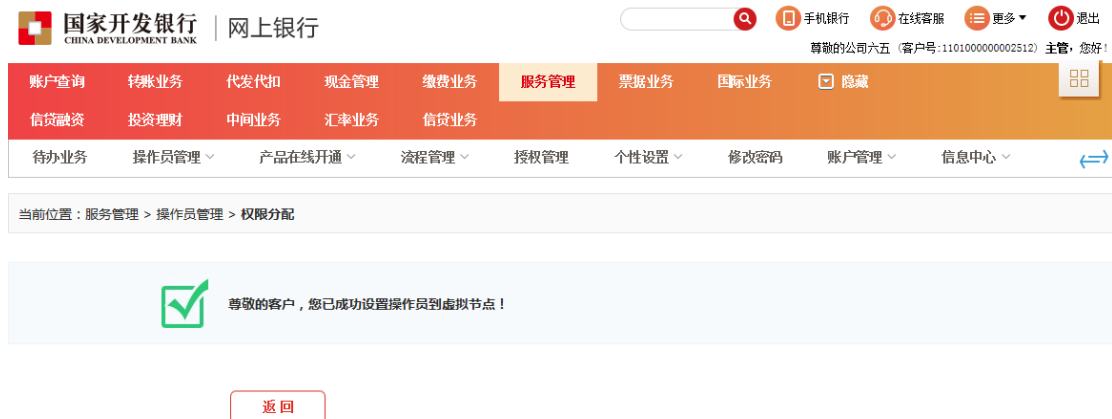 国家开发银行 网上银行 手机银行 在线客服 更多 退出
CHINA DEVELOPMENT BANK
尊敬的公司六五（客户号:1101000000002512）主管，您好!
账户查询 转账业务 代发代扣 现金管理 缴费业务 服务管理 票据业务 国际业务 隐藏
信贷融资 投资理财 中间业务 汇率业务 信贷业务
待办业务 操作员管理 产品在线开通 流程管理 授权管理 个性设置 修改密码 账户管理 信息中心
当前位置：服务管理 > 操作员管理 > 权限分配
尊敬的客户，您已成功设置操作员到虚拟节点！
返回